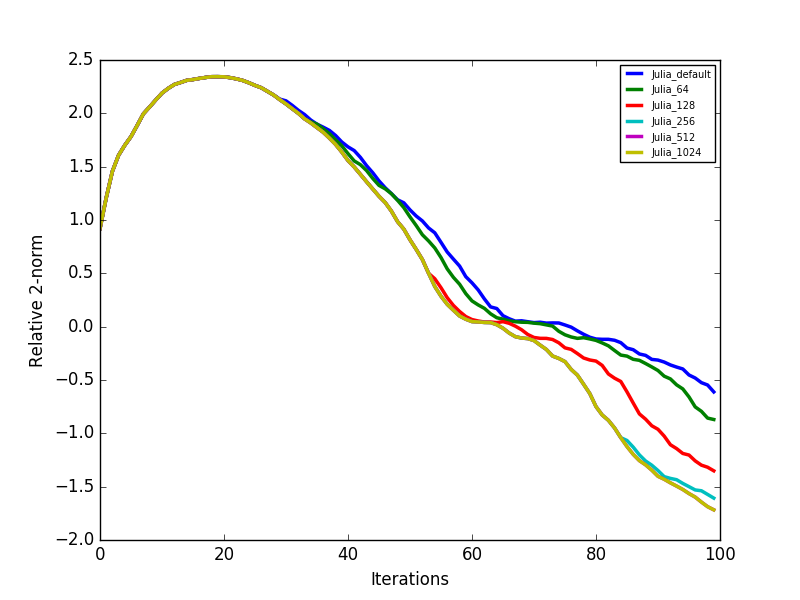 2.5
2.0
1.5
1.0
0.5
0.0
−0.5
−1.0
−1.5
−2.0
Relative 2-norm
0 20 40 60 80 100
Iterations
Julia_default
Julia_64
Julia_128
Julia_256
Julia_512
Julia_1024